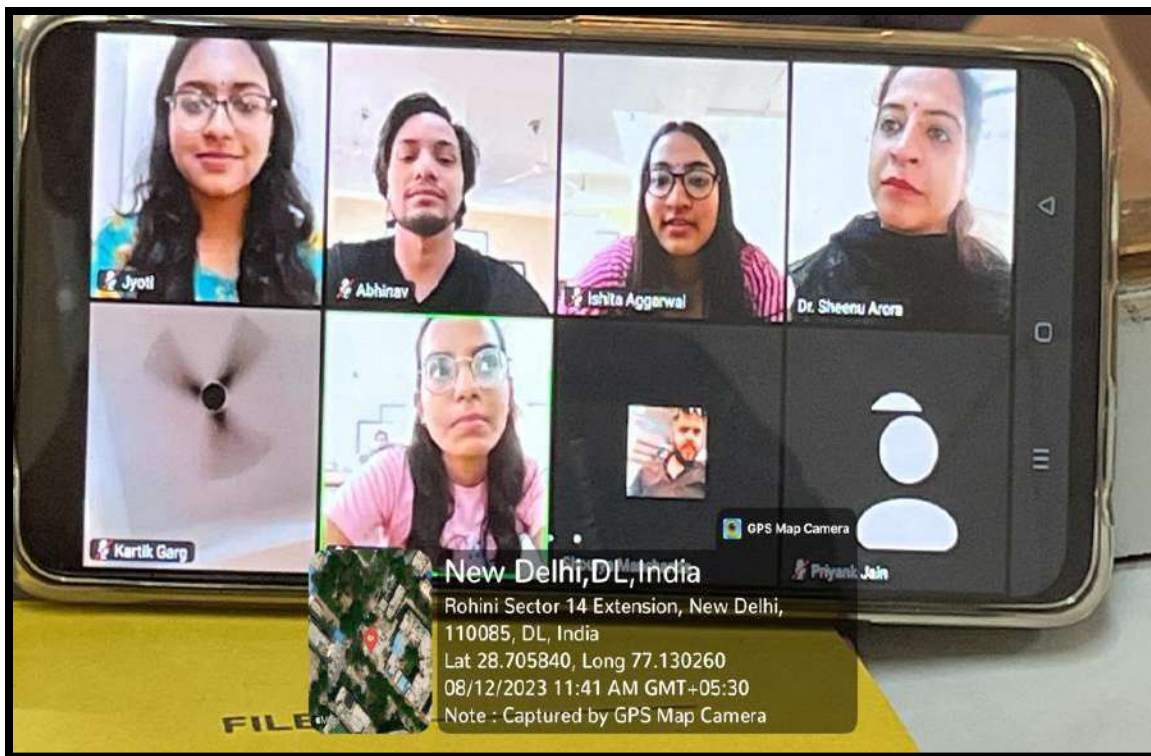 Jyoti
Abhinav
Ishita Aggarwal
Dr. Sheenu Arora
Kartik Garg
Priyank Jain
GPS Map Camera
New Delhi,DL,India
Rohini Sector 14 Extension, New Delhi,
110085, DL, India
Lat 28.705840, Long 77.130260
08/12/2023 11:41 AM GMT+05:30
Note : Captured by GPS Map Camera
FILE